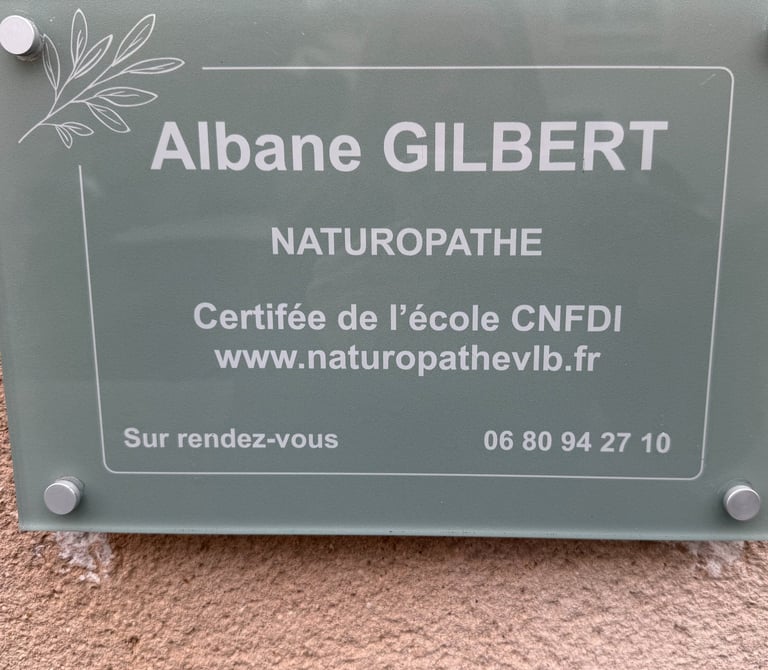 Albane GILBERT
NATUROPATHE
Certifée de l'école CNFDI
www.naturopathevlb.fr
Sur rendez-vous
06 80 94 27 10